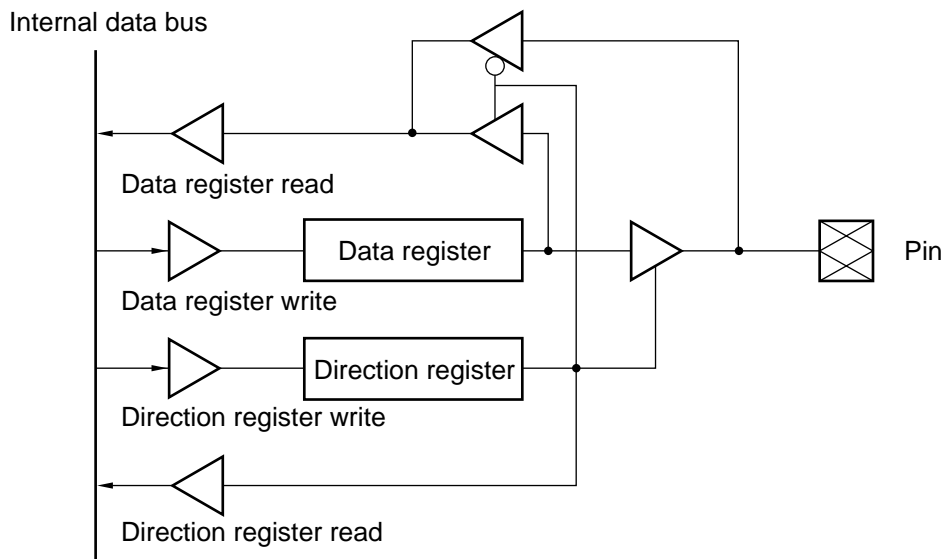 Internal data bus
Data register read
Data register
Pin
Data register write
Direction register
Direction register write
Direction register read